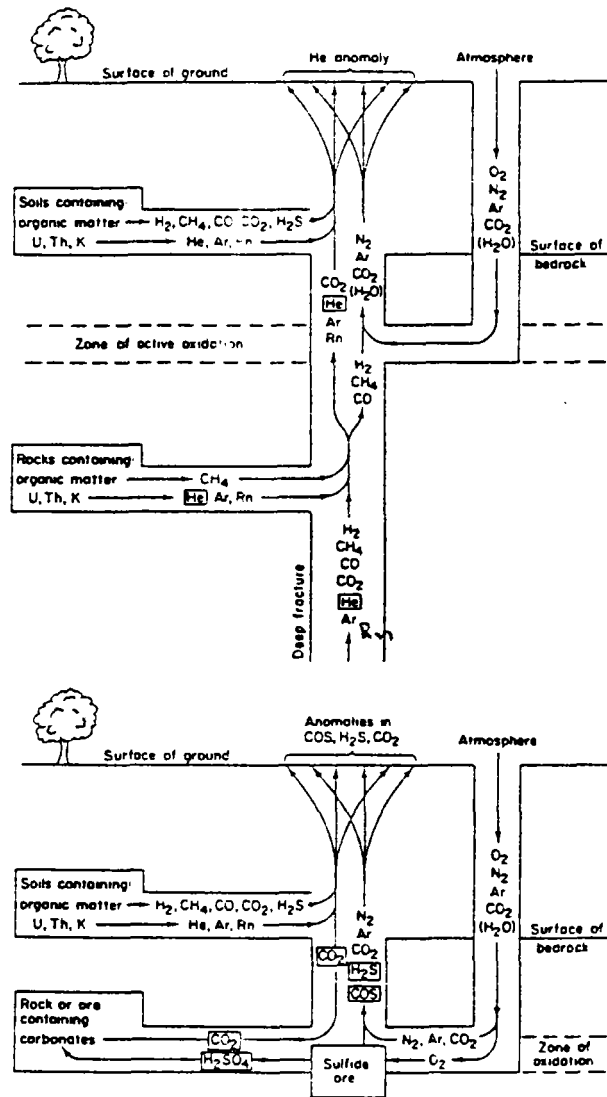 He anomaly
Surface of ground
Atmosphere
O2
N2
Ar
CO2
(H2O)
Soils containing
organic matter H2, CH4, CO, CO2, H2S
U, Th, K He, Ar, Rn
N2
Ar
CO2
(H2O)
Surface of
bedrock
CO2
He
Ar
Rn
Zone of active oxidation
H2
CH4
CO
Rocks containing
organic matter CH4
U, Th, K He Ar, Rn
H2
CH4
CO
CO2
He
Ar Rn
Deep fracture
Anomalies in
COS, H2S, CO2
Surface of ground
Atmosphere
O2
N2
Ar
CO2
(H2O)
Soils containing
organic matter H2, CH4, CO, CO2, H2S
U, Th, K He, Ar, Rn
N2
Ar
CO2
H2S
COS
CO2
Surface of
bedrock
Rock or ore
containing
carbonates CO2
H2SO4
N2, Ar, CO2
O2
Sulfide
ore
Zone of
oxidation